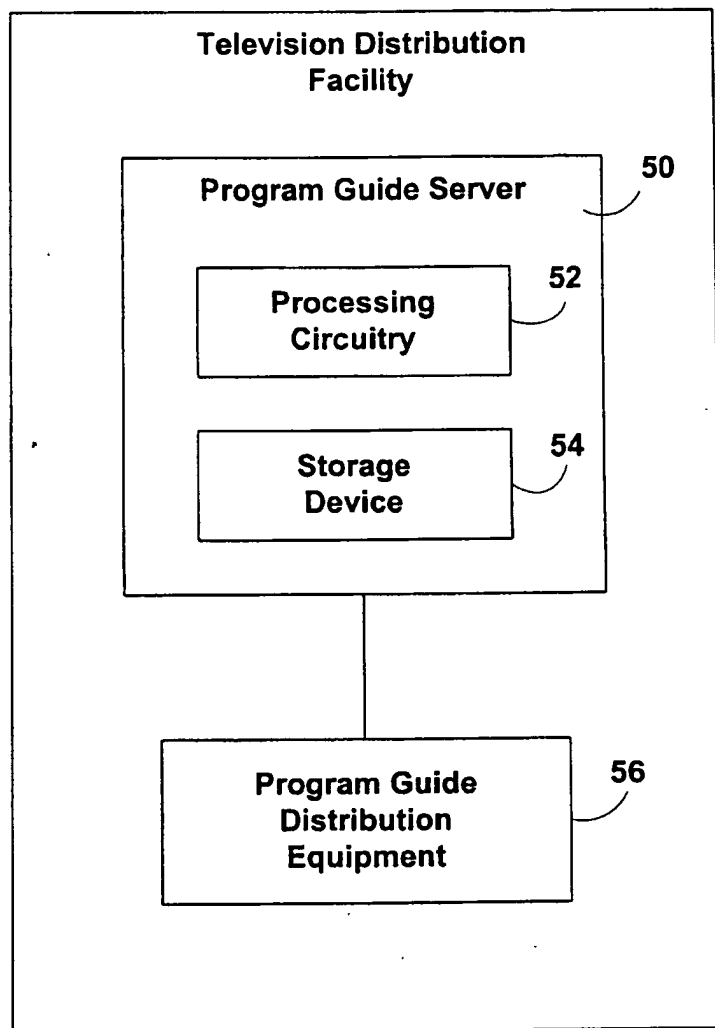 Television Distribution
Facility
Program Guide Server
50
Processing
Circuitry
52
Storage
Device
54
Program Guide
Distribution
Equipment
56